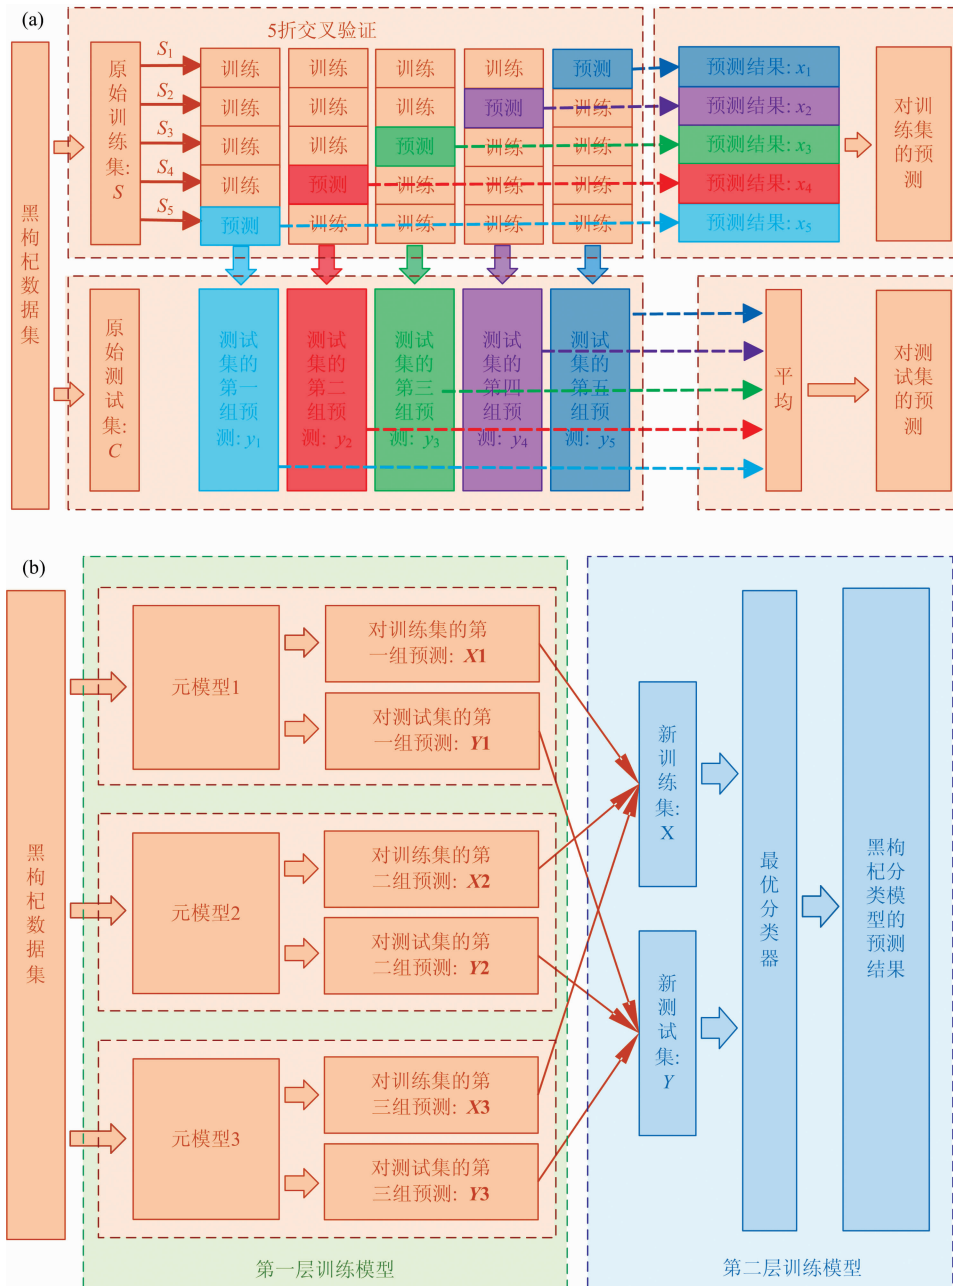 (a)
5折交叉验证
黑枸杞数据集
原始训练集: S
S1
S2
S3
S4
S5
训练 训练 训练 训练 预测
训练 训练 训练 预测 训练
训练 训练 预测 训练 训练
训练 预测 训练 训练 训练
预测 训练 训练 训练 训练
预测结果: x1
预测结果: x2
预测结果: x3
预测结果: x4
预测结果: x5
对训
练集
的预
测
原始测试集: C
测试
集的
第一
组预
测: y1
测试
集的
第二
组预
测: y2
测试
集的
第三
组预
测: y3
测试
集的
第四
组预
测: y4
测试
集的
第五
组预
测: y5
平均
对测
试集
的预
测
(b)
黑枸杞数据集
元模型1
对训练集的第
一组预测: X1
对测试集的第
一组预测: Y1
元模型2
对训练集的第
二组预测: X2
对测试集的第
二组预测: Y2
元模型3
对训练集的第
三组预测: X3
对测试集的第
三组预测: Y3
第一层训练模型
新训练集: X
新测试集: Y
最优分类器
黑枸
杞分
类模
型的
预测
结果
第二层训练模型